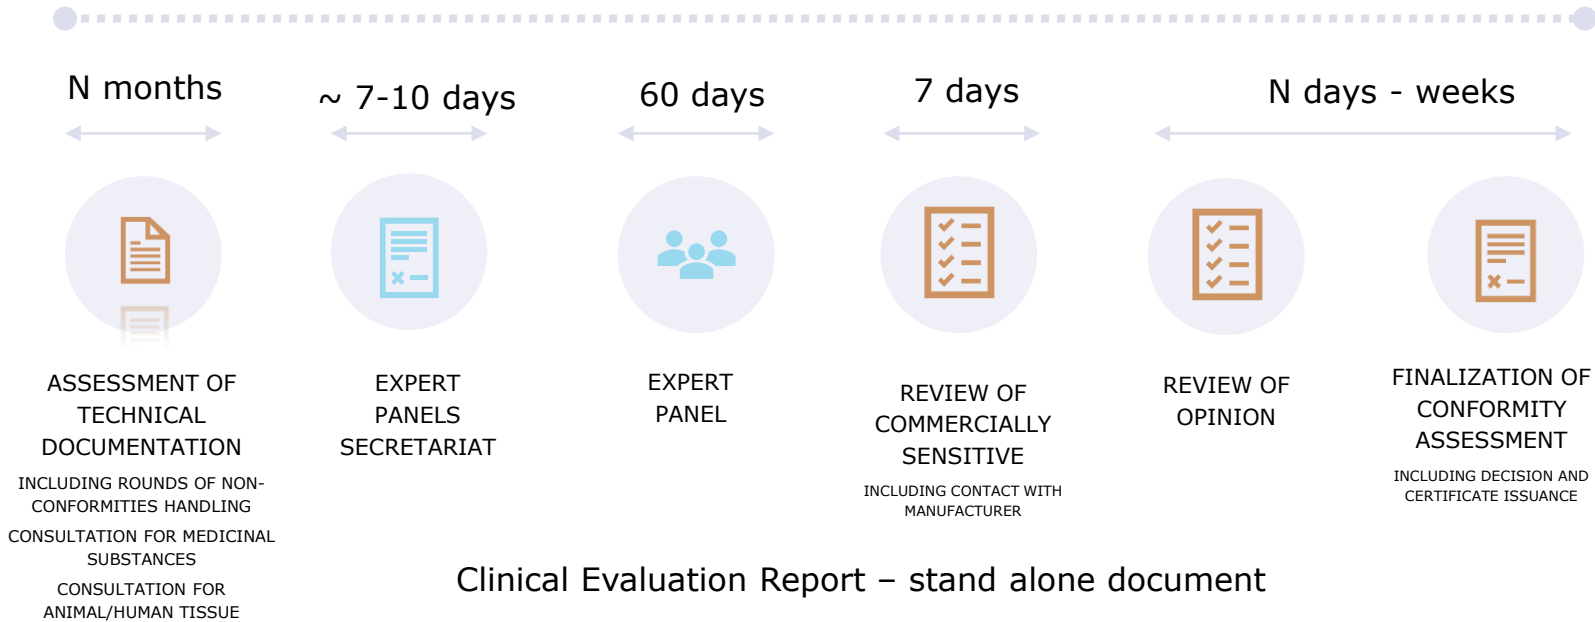 N months
~ 7-10 days
60 days
7 days
N days - weeks
ASSESSMENT OF
TECHNICAL
DOCUMENTATION
INCLUDING ROUNDS OF NON-
CONFORMITIES HANDLING
CONSULTATION FOR MEDICINAL
SUBSTANCES
CONSULTATION FOR
ANIMAL/HUMAN TISSUE
EXPERT
PANELS
SECRETARIAT
EXPERT
PANEL
REVIEW OF
COMMERCIALLY
SENSITIVE
INCLUDING CONTACT WITH
MANUFACTURER
REVIEW OF
OPINION
FINALIZATION OF
CONFORMITY
ASSESSMENT
INCLUDING DECISION AND
CERTIFICATE ISSUANCE
Clinical Evaluation Report – stand alone document